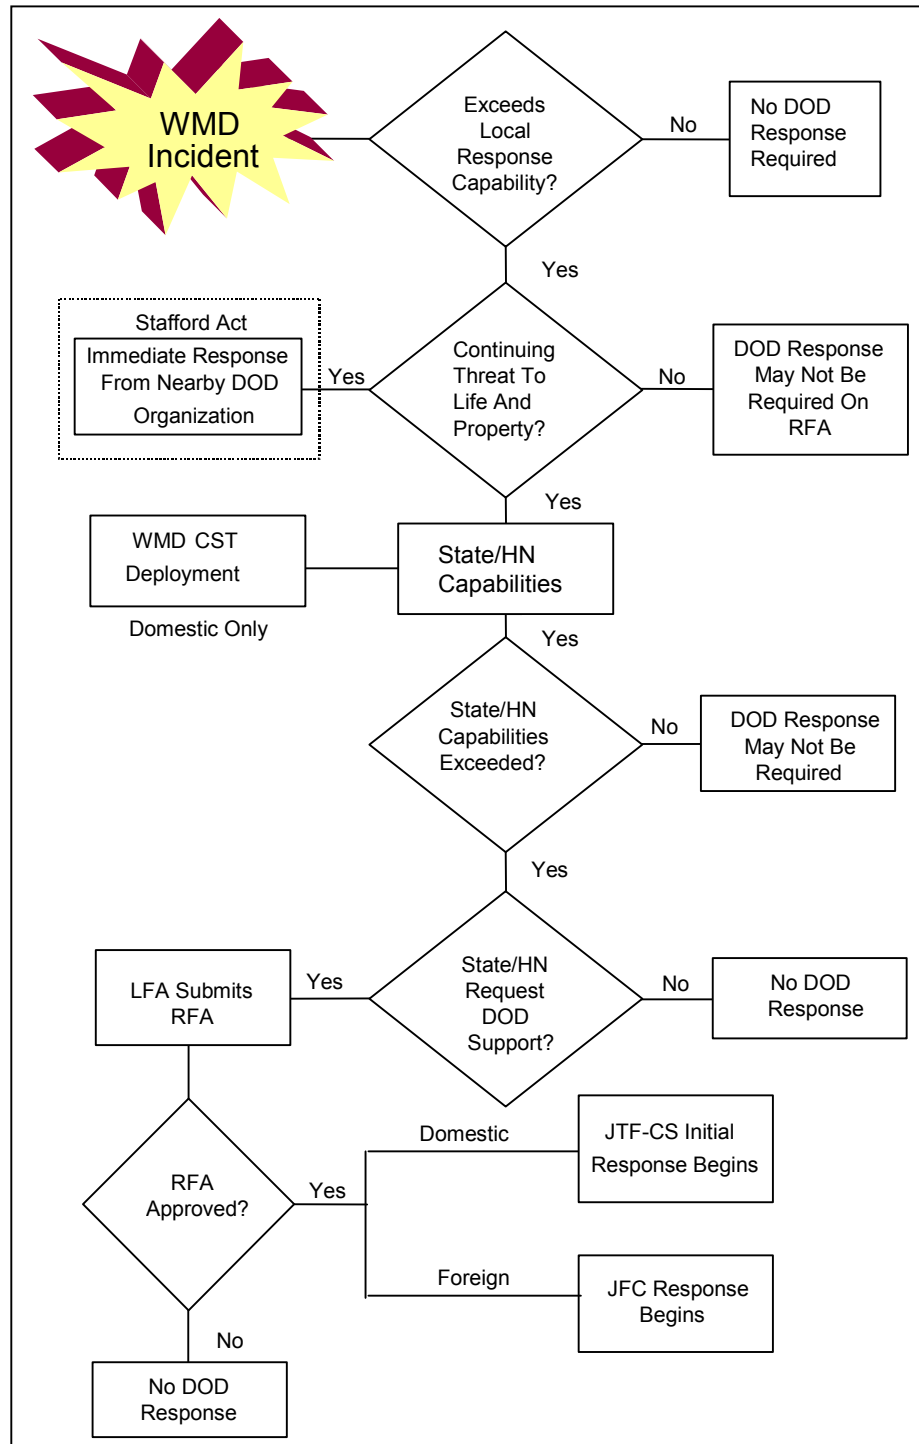 WMD
Incident
Exceeds
Local
Response
Capability?
No
No DOD
Response
Required
Yes
Stafford Act
Immediate Response
From Nearby DOD
Organization
Yes
Continuing
Threat To
Life And
Property?
No
DOD Response
May Not Be
Required On
RFA
Yes
WMD CST
Deployment
Domestic Only
State/HN
Capabilities
Yes
State/HN
Capabilities
Exceeded?
No
DOD Response
May Not Be
Required
Yes
LFA Submits
RFA
Yes
State/HN
Request
DOD
Support?
No
No DOD
Response
RFA
Approved?
Yes
Domestic
JTF-CS Initial
Response Begins
Foreign
JFC Response
Begins
No
No DOD
Response